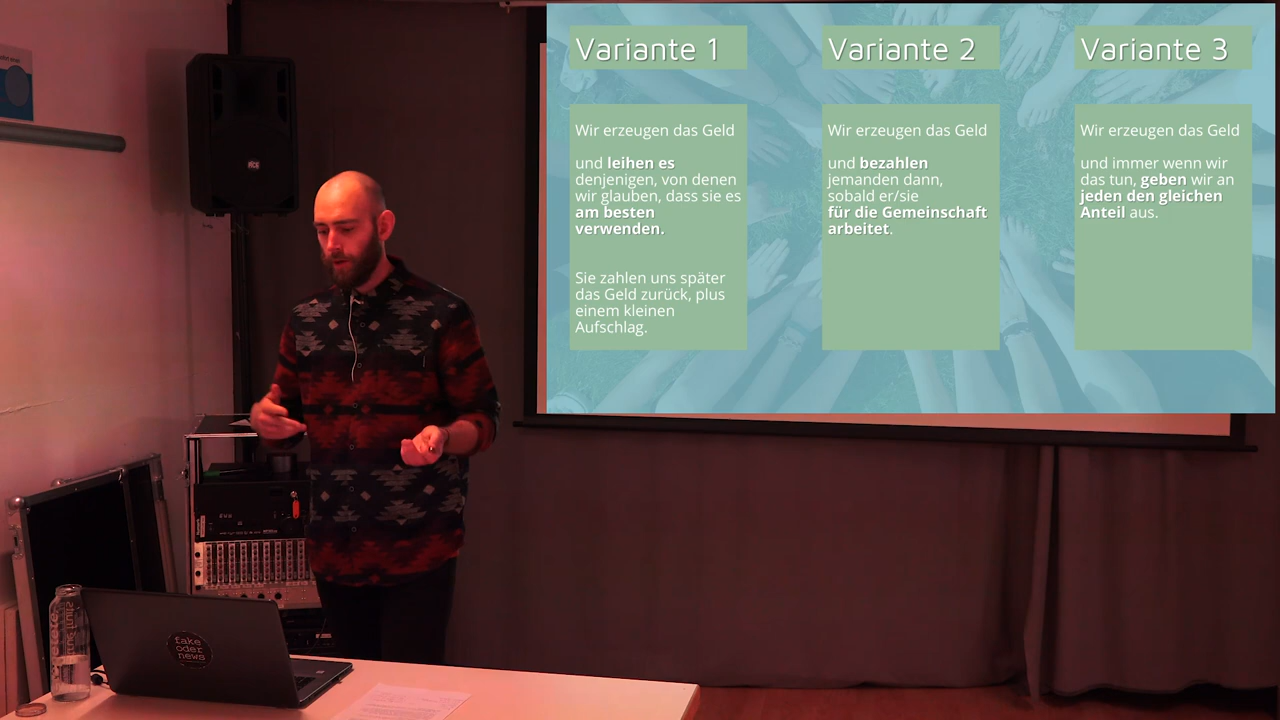 Variante 1
Wir erzeugen das Geld
und leihen es
denjenigen, von denen
wir glauben, dass sie es
am besten
verwenden.
Sie zahlen uns später
das Geld zurück, plus
einem kleinen
Aufschlag.
Variante 2
Wir erzeugen das Geld
und bezahlen
jemanden dann,
sobald er/sie
für die Gemeinschaft
arbeitet.
Variante 3
Wir erzeugen das Geld
und immer wenn wir
das tun, geben wir an
jeden den gleichen
Anteil aus.
RCF
fake
oder
news